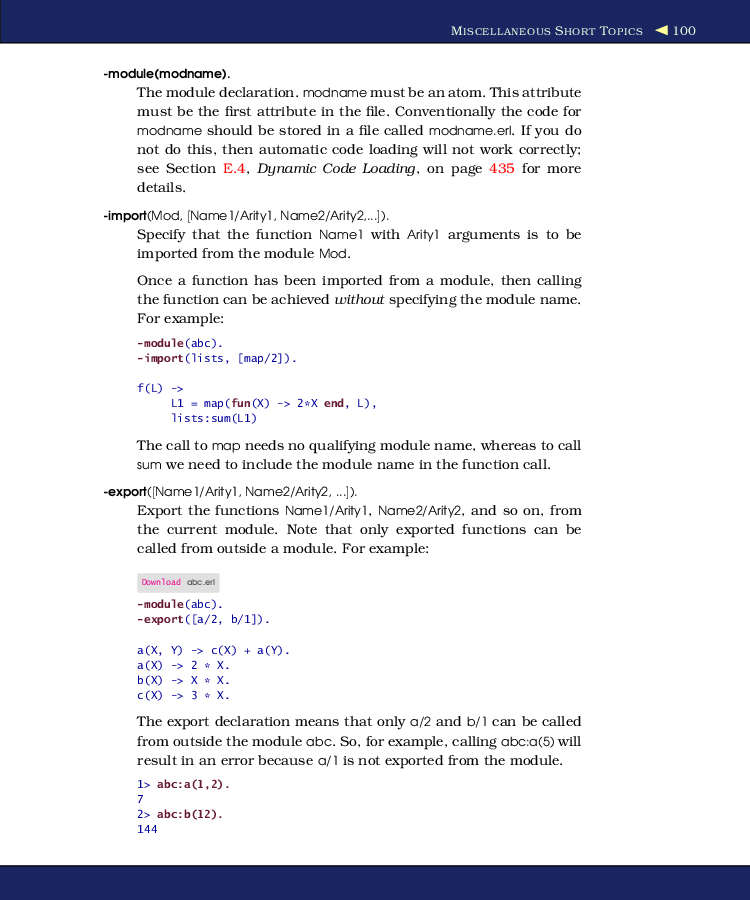 MISCELLANEOUS SHORT TOPICS ◀ 100
-module(modname).
The module declaration. modname must be an atom. This attribute
must be the first attribute in the file. Conventionally the code for
modname should be stored in a file called modname.erl. If you do
not do this, then automatic code loading will not work correctly;
see Section E.4, Dynamic Code Loading, on page 435 for more
details.
-import(Mod, [Name1/Arity1, Name2/Arity2,...]).
Specify that the function Name1 with Arity1 arguments is to be
imported from the module Mod.
Once a function has been imported from a module, then calling
the function can be achieved without specifying the module name.
For example:
-module(abc).
-import(lists, [map/2]).
f(L) ->
L1 = map(fun(X) -> 2*X end, L),
lists:sum(L1)
The call to map needs no qualifying module name, whereas to call
sum we need to include the module name in the function call.
-export([Name1/Arity1, Name2/Arity2, ...]).
Export the functions Name1/Arity1, Name2/Arity2, and so on, from
the current module. Note that only exported functions can be
called from outside a module. For example:
Download abc.erl
-module(abc).
-export([a/2, b/1]).
a(X, Y) -> c(X) + a(Y).
a(X) -> 2 * X.
b(X) -> X * X.
c(X) -> 3 * X.
The export declaration means that only a/2 and b/1 can be called
from outside the module abc. So, for example, calling abc:a(5) will
result in an error because a/1 is not exported from the module.
1> abc:a(1,2).
7
2> abc:b(12).
144